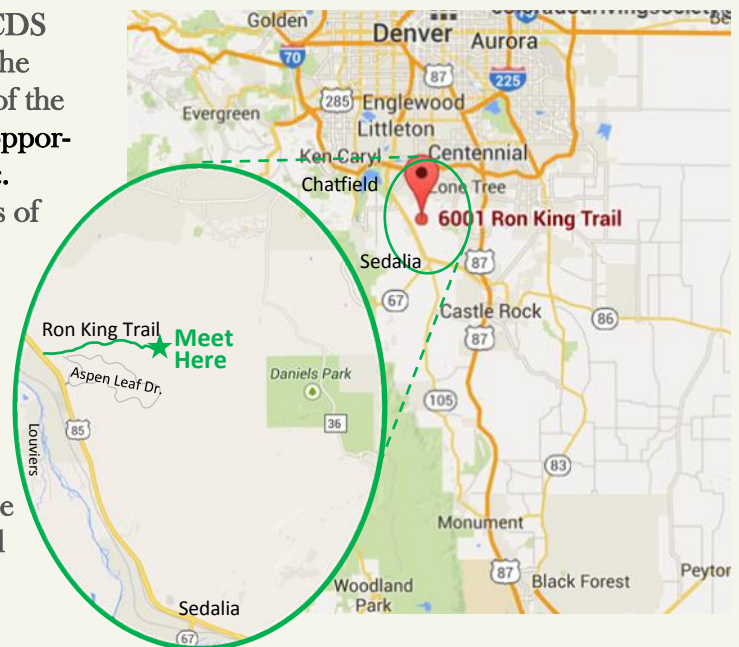 CDS
he
of the
oppor-
s of
e
Golden
Denver
Aurora
70
87
225
285
Evergreen
Englewood
Littleton
Ken-Caryl
Centennial
Chatfield
Lone Tree
6001 Ron King Trail
Sedalia
87
67
Castle Rock
86
87
105
83
Monument
87
Black Forest
Peyton
Woodland
Park
Ron King Trail
Meet
Here
Aspen Leaf Dr.
Daniels Park
36
85
Louviers
Sedalia
67